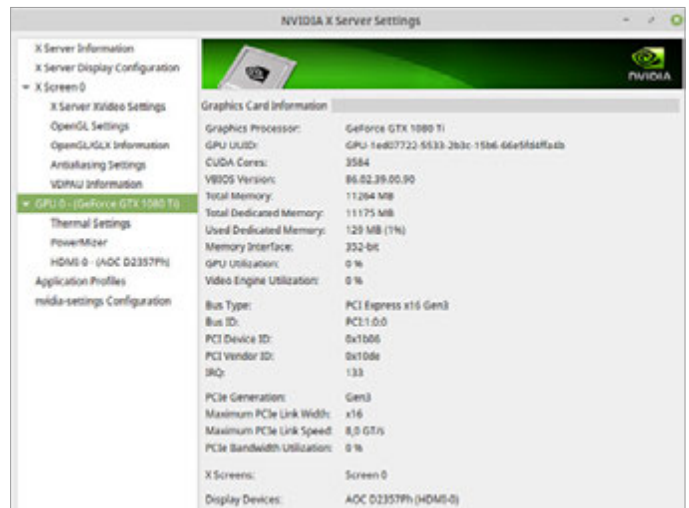 NVIDIA X Server Settings
X Server Information
X Server Display Configuration
X Screen 0
X Server XVideo Settings
OpenGL Settings
OpenGL/GLX Information
Antialiasing Settings
VDPAU Information
GPU 0 - (GeForce GTX 1080 Ti)
Thermal Settings
PowerMizer
HDMI-0 - (AOC D2357Ph)
Application Profiles
nvidia-settings Configuration
NVIDIA
Graphics Card Information
Graphics Processor: GeForce GTX 1080 Ti
GPU UUID:
CUDA Cores: 3584
VBIOS Version: 86.02.39.00.90
Total Memory: 11264 MB
Total Dedicated Memory: 11175 MB
Used Dedicated Memory: 129 MB (1%)
Memory Interface: 352-bit
GPU Utilization: 0 %
Video Engine Utilization: 0 %
Bus Type: PCI Express x16 Gen3
Bus ID: PCI:1:0:0
PCI Device ID: 0x1b06
PCI Vendor ID: 0x10de
IRQ: 133
PCIe Generation: Gen3
Maximum PCIe Link Width: x16
Maximum PCIe Link Speed: 8,0 GT/s
PCIe Bandwidth Utilization: 0 %
X Screens: Screen 0
Display Devices: AOC D2357Ph (HDMI-0)